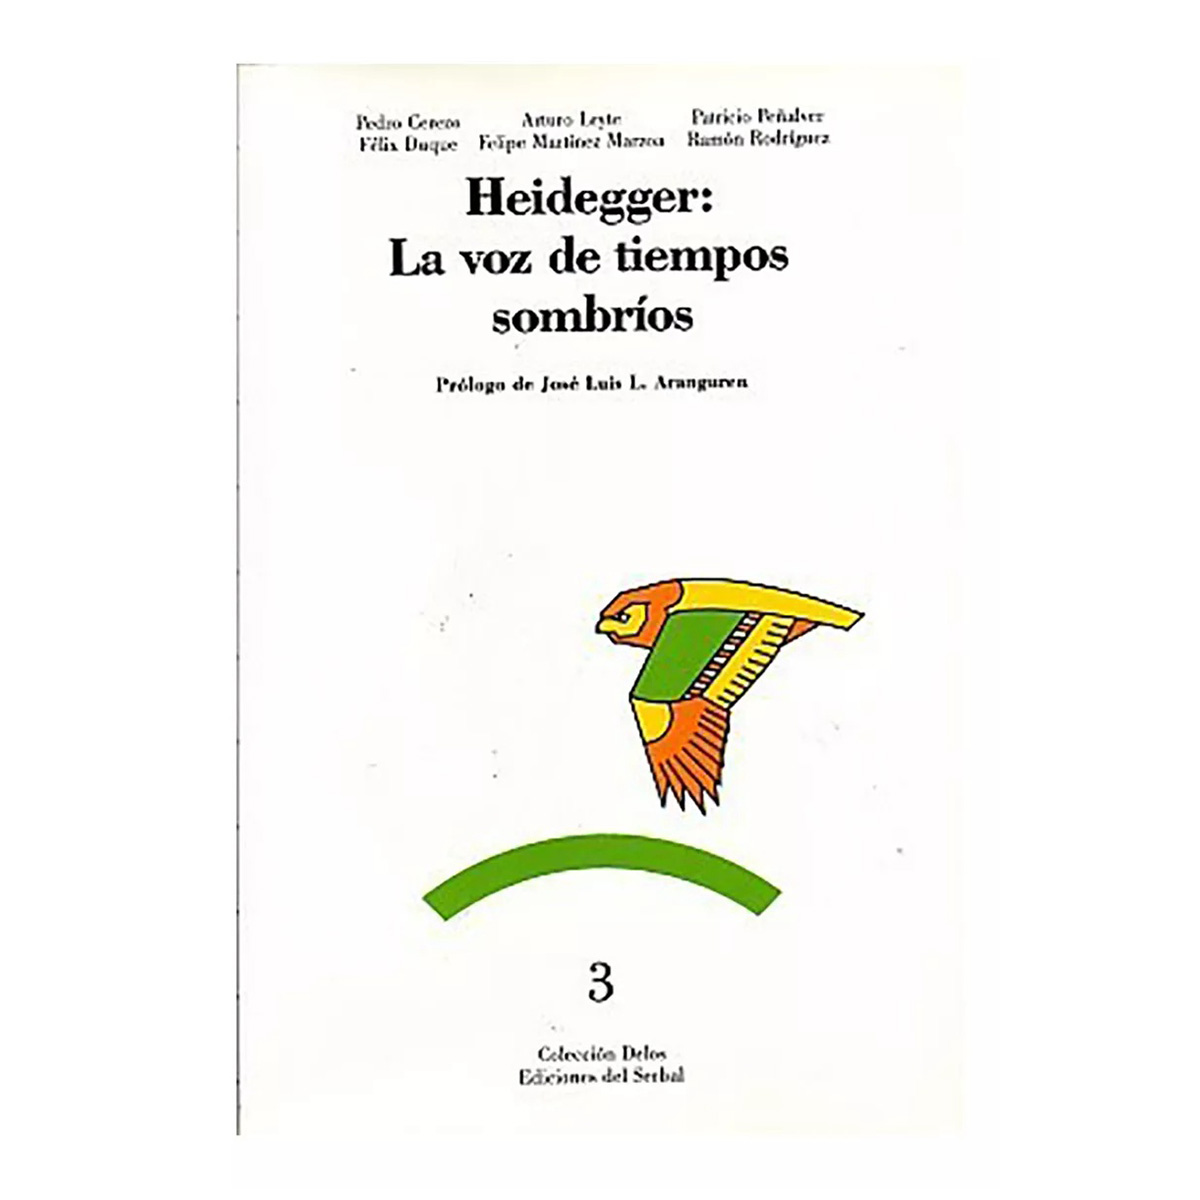 Pedro Cerezo Arturo Leyte Patricio Peñalver
Félix Duque Felipe Martínez Marzoa Ramón Rodríguez
Heidegger:
La voz de tiempos
sombríos
Prólogo de José Luis L. Aranguren
3
Colección Delos
Ediciones del Serbal